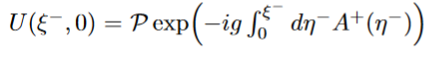 U(ξ⁻,0) = 𝒫 exp(−ig ∫₀^{ξ⁻} dη⁻ A⁺(η⁻))